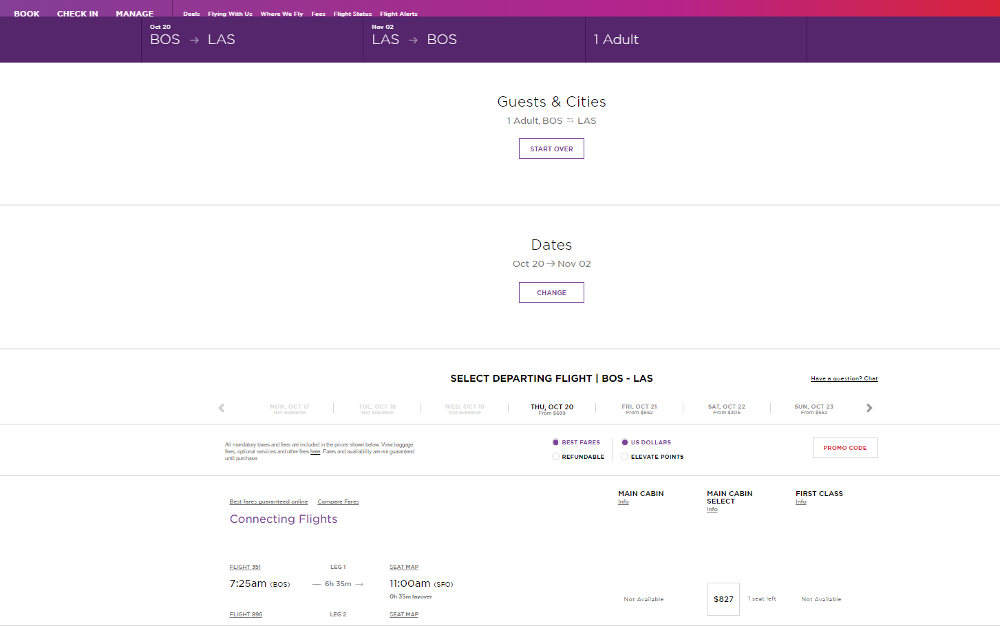 BOOK CHECK IN MANAGE Deals Flying With Us Where We Fly Fees Flight Status Flight Alerts
Oct 20
BOS → LAS
Nov 02
LAS → BOS
1 Adult
Guests & Cities
1 Adult, BOS ⇆ LAS
START OVER
Dates
Oct 20 → Nov 02
CHANGE
SELECT DEPARTING FLIGHT | BOS - LAS
Have a question? Chat
MON, OCT 17
Not available
TUE, OCT 18
Not available
WED, OCT 19
Not available
THU, OCT 20
From $689
FRI, OCT 21
From $652
SAT, OCT 22
From $305
SUN, OCT 23
From $552
All mandatory taxes and fees are included in the prices shown below. View baggage
fees, optional services and other fees here. Fares and availability are not guaranteed
until purchase.
BEST FARES
REFUNDABLE
US DOLLARS
ELEVATE POINTS
PROMO CODE
Best fares guaranteed online Compare Fares
Connecting Flights
MAIN CABIN
Info
MAIN CABIN
SELECT
Info
FIRST CLASS
Info
FLIGHT 351 LEG 1 SEAT MAP
7:25am (BOS) — 6h 35m → 11:00am (SFO)
0h 35m layover
Not Available $827 1 seat left Not Available
FLIGHT 896 LEG 2 SEAT MAP